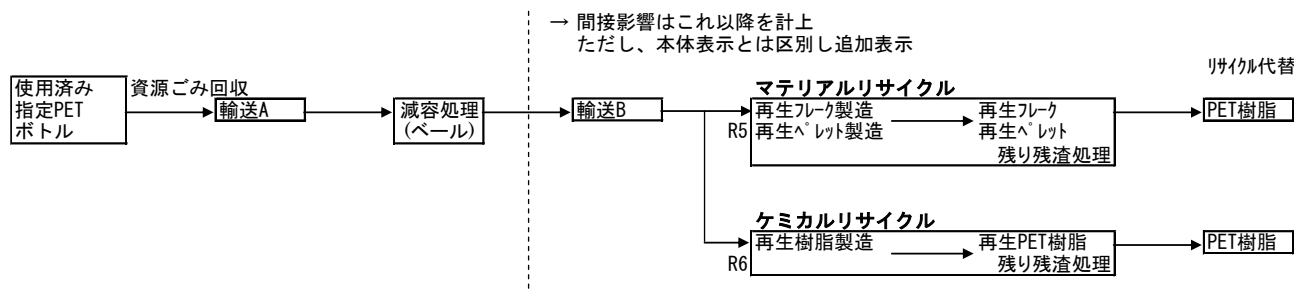 → 間接影響はこれ以降を計上
ただし、本体表示とは区別し追加表示
ﾘｻｲｸﾙ代替
使用済み
指定PET
ボトル
資源ごみ回収
輸送A
減容処理
(ベール)
輸送B
マテリアルリサイクル
R5
再生ﾌﾚｰｸ製造
再生ﾍﾟﾚｯﾄ製造
再生ﾌﾚｰｸ
再生ﾍﾟﾚｯﾄ
残り残渣処理
PET樹脂
ケミカルリサイクル
R6
再生樹脂製造
再生PET樹脂
残り残渣処理
PET樹脂